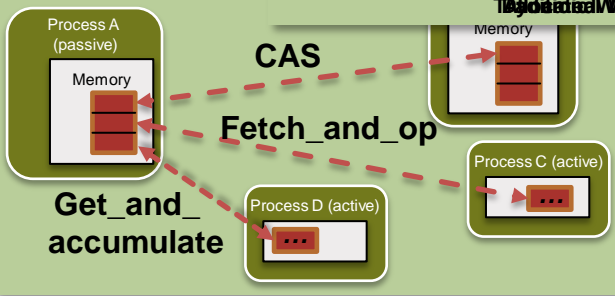 Process A
(passive)
Memory
CAS
Memory
Fetch_and_op
Process C (active)
...
Get_and_
accumulate
Process D (active)
...